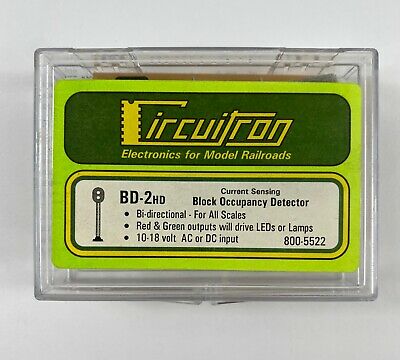 Circuitron
Electronics for Model Railroads
BD-2HD
Current Sensing
Block Occupancy Detector
• Bi-directional - For All Scales
• Red & Green outputs will drive LEDs or Lamps
• 10-18 volt AC or DC input
800-5522